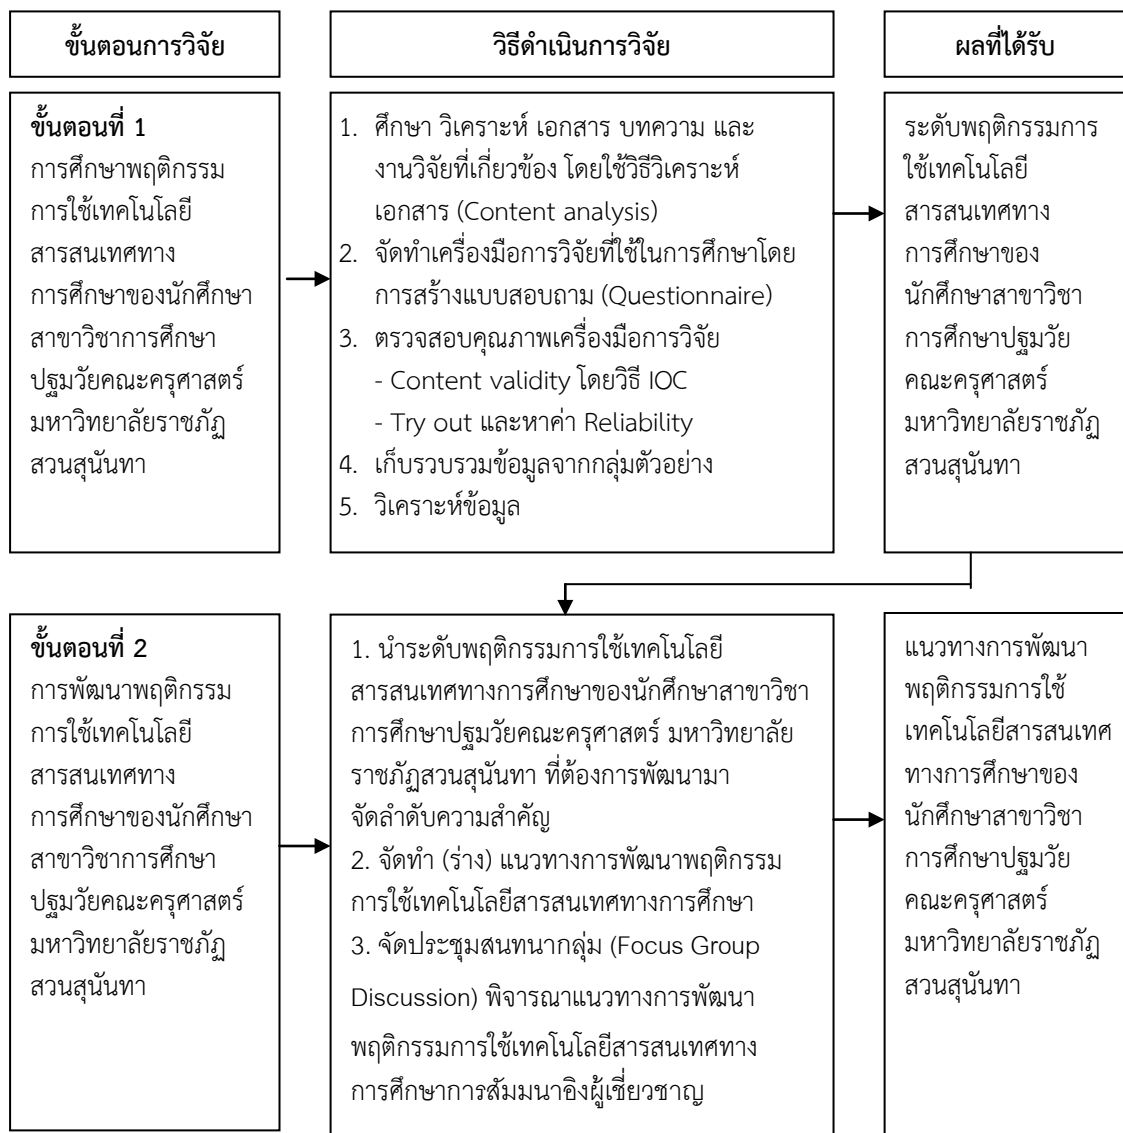 ขั้นตอนการวิจัย
วิธีดำเนินการวิจัย
ผลที่ได้รับ
ขั้นตอนที่ 1
การศึกษาพฤติกรรม
การใช้เทคโนโลยี
สารสนเทศทาง
การศึกษาของนักศึกษา
สาขาวิชาการศึกษา
ปฐมวัยคณะครุศาสตร์
มหาวิทยาลัยราชภัฏ
สวนสุนันทา
1. ศึกษา วิเคราะห์ เอกสาร บทความ และ
งานวิจัยที่เกี่ยวข้อง โดยใช้วิธีวิเคราะห์
เอกสาร (Content analysis)
2. จัดทำเครื่องมือการวิจัยที่ใช้ในการศึกษาโดย
การสร้างแบบสอบถาม (Questionnaire)
3. ตรวจสอบคุณภาพเครื่องมือการวิจัย
- Content validity โดยวิธี IOC
- Try out และหาค่า Reliability
4. เก็บรวบรวมข้อมูลจากกลุ่มตัวอย่าง
5. วิเคราะห์ข้อมูล
ระดับพฤติกรรมการ
ใช้เทคโนโลยี
สารสนเทศทาง
การศึกษาของ
นักศึกษาสาขาวิชา
การศึกษาปฐมวัย
คณะครุศาสตร์
มหาวิทยาลัยราชภัฏ
สวนสุนันทา
ขั้นตอนที่ 2
การพัฒนาพฤติกรรม
การใช้เทคโนโลยี
สารสนเทศทาง
การศึกษาของนักศึกษา
สาขาวิชาการศึกษา
ปฐมวัยคณะครุศาสตร์
มหาวิทยาลัยราชภัฏ
สวนสุนันทา
1. นำระดับพฤติกรรมการใช้เทคโนโลยี
สารสนเทศทางการศึกษาของนักศึกษาสาขาวิชา
การศึกษาปฐมวัยคณะครุศาสตร์ มหาวิทยาลัย
ราชภัฏสวนสุนันทา ที่ต้องการพัฒนามา
จัดลำดับความสำคัญ
2. จัดทำ (ร่าง) แนวทางการพัฒนาพฤติกรรม
การใช้เทคโนโลยีสารสนเทศทางการศึกษา
3. จัดประชุมสนทนากลุ่ม (Focus Group
Discussion) พิจารณาแนวทางการพัฒนา
พฤติกรรมการใช้เทคโนโลยีสารสนเทศทาง
การศึกษาการสัมมนาอิงผู้เชี่ยวชาญ
แนวทางการพัฒนา
พฤติกรรมการใช้
เทคโนโลยีสารสนเทศ
ทางการศึกษาของ
นักศึกษาสาขาวิชา
การศึกษาปฐมวัย
คณะครุศาสตร์
มหาวิทยาลัยราชภัฏ
สวนสุนันทา